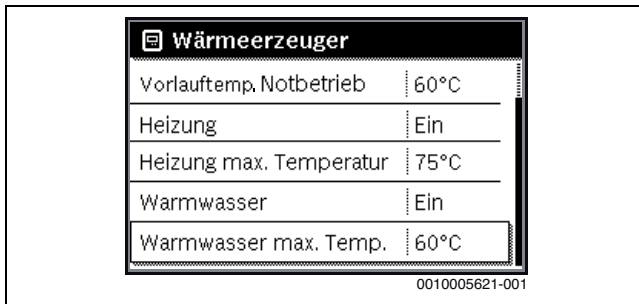 Wärmeerzeuger
Vorlauftemp. Notbetrieb 60°C
Heizung Ein
Heizung max. Temperatur 75°C
Warmwasser Ein
Warmwasser max. Temp. 60°C
0010005621-001